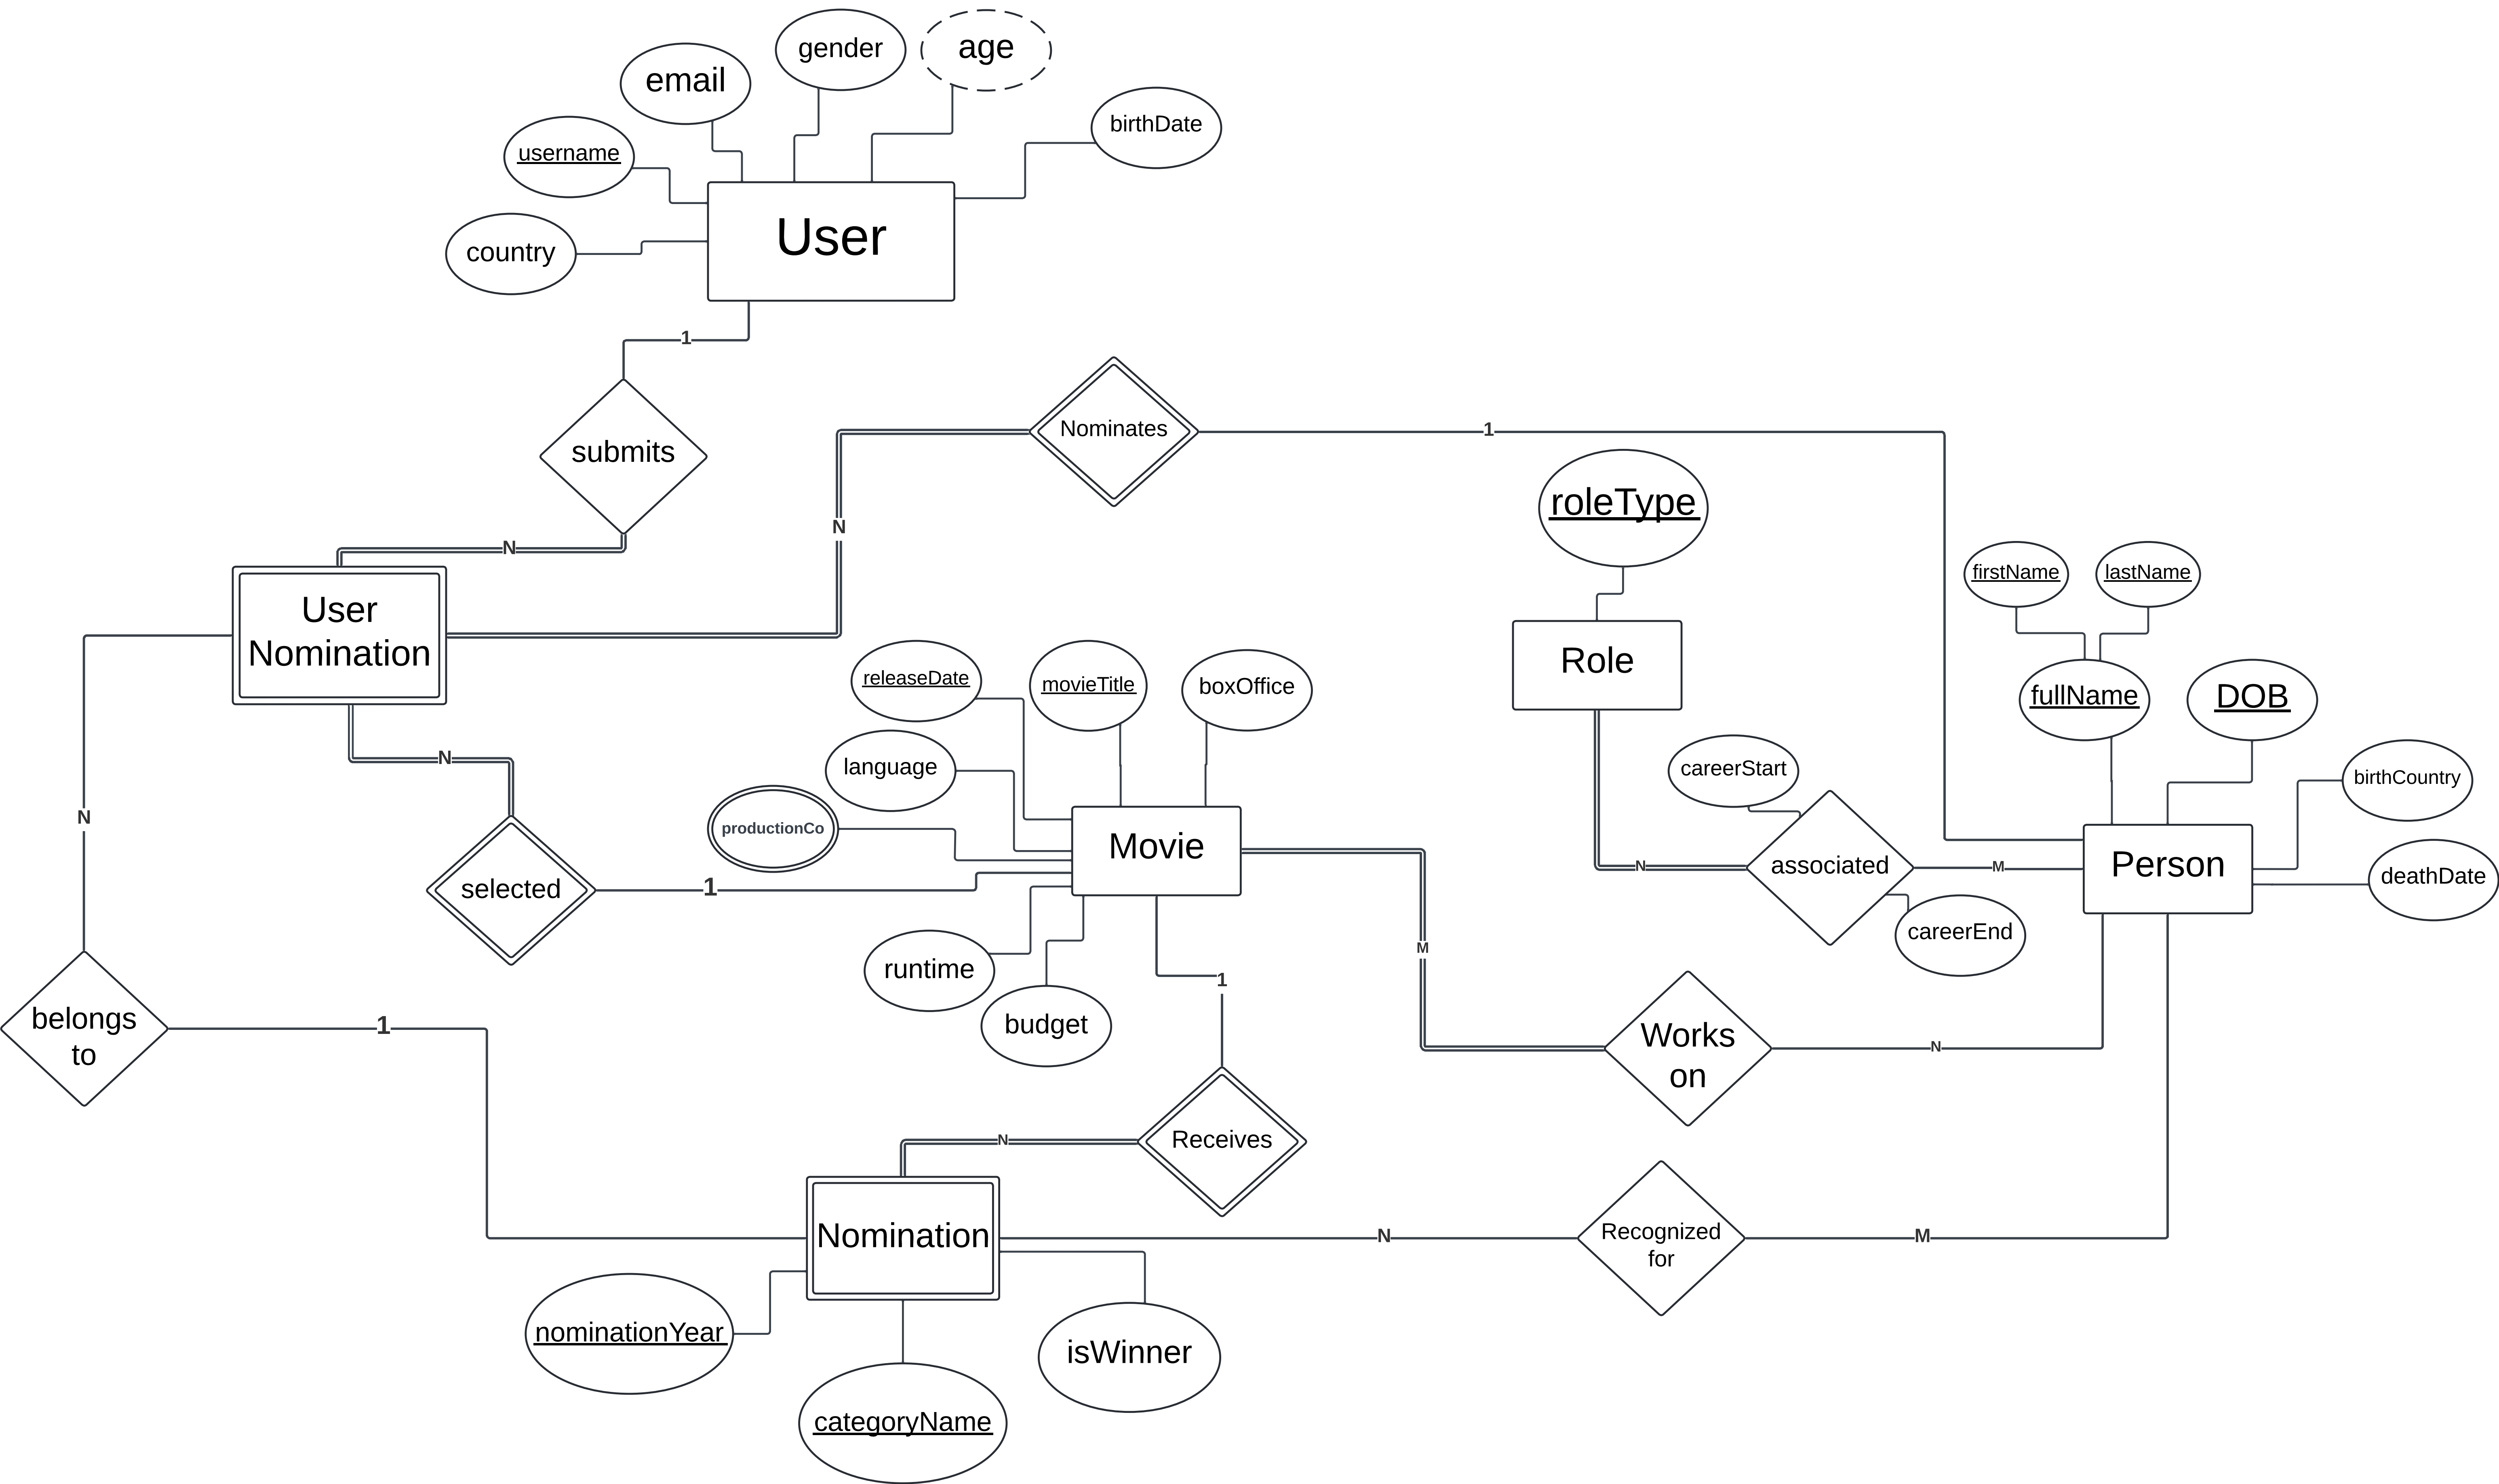 gender
age
email
birthDate
username
User
country
1
submits
Nominates
1
roleType
N
N
firstName
lastName
User
Nomination
Role
releaseDate
movieTitle
boxOffice
fullName
DOB
language
careerStart
birthCountry
N
N
productionCo
Movie
associated
N
M
Person
deathDate
selected
1
careerEnd
M
runtime
1
budget
belongs
to
1
Works
on
N
Receives
N
Nomination
N
Recognized
for
M
nominationYear
isWinner
categoryName